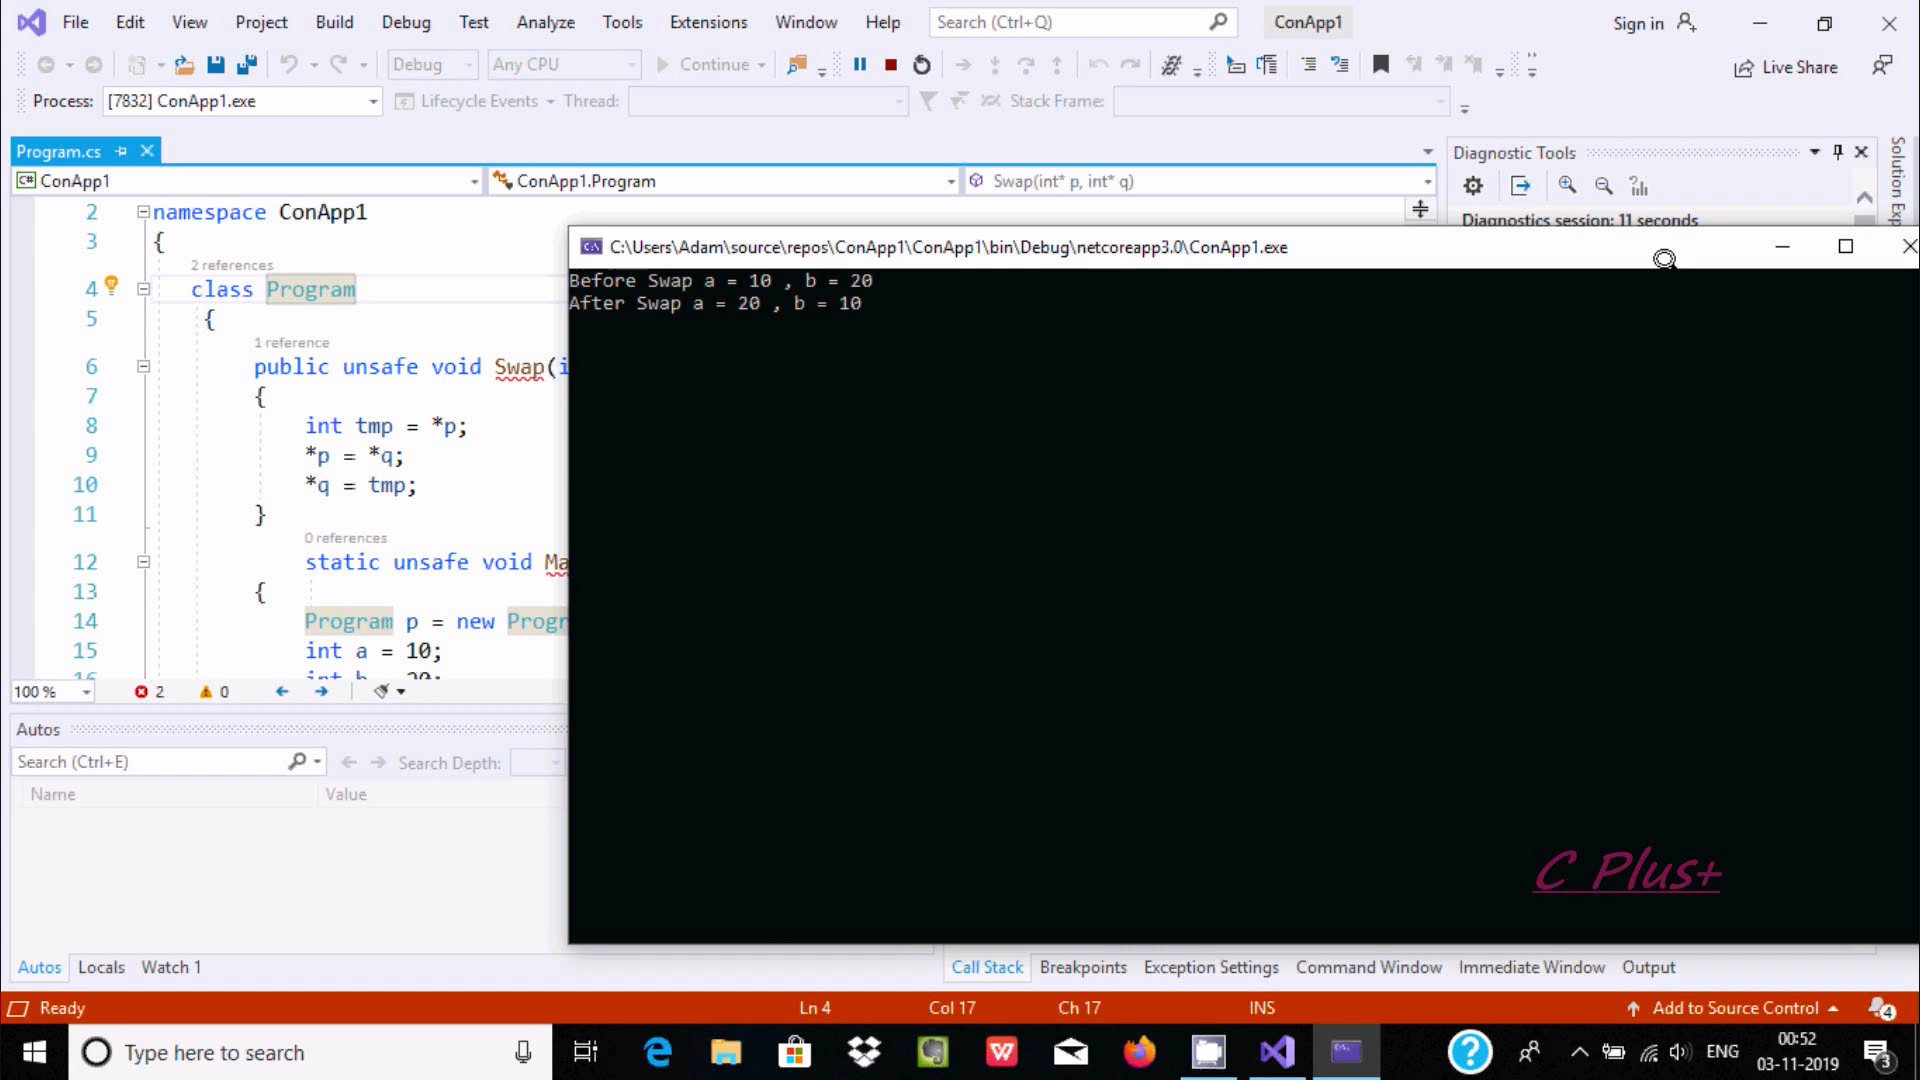 File Edit View Project Build Debug Test Analyze Tools Extensions Window Help Search (Ctrl+Q) ConApp1 Sign in
Debug Any CPU Continue Live Share
Process: [7832] ConApp1.exe Lifecycle Events Thread: Stack Frame:
Program.cs
ConApp1 ConApp1.Program Swap(int* p, int* q)
Diagnostic Tools
Diagnostics session: 11 seconds
Solution Exp
2 namespace ConApp1
3 {
2 references
4 class Program
5 {
1 reference
6 public unsafe void Swap(i
7 {
8 int tmp = *p;
9 *p = *q;
10 *q = tmp;
11 }
0 references
12 static unsafe void Ma
13 {
14 Program p = new Progr
15 int a = 10;
16 int b = 20;
100 % 2 0
C:\Users\Adam\source\repos\ConApp1\ConApp1\bin\Debug\netcoreapp3.0\ConApp1.exe
Before Swap a = 10 , b = 20
After Swap a = 20 , b = 10
C Plus+
Autos
Search (Ctrl+E) Search Depth:
Name Value
Autos Locals Watch 1
Call Stack Breakpoints Exception Settings Command Window Immediate Window Output
Ready Ln 4 Col 17 Ch 17 INS Add to Source Control 4
Type here to search
ENG 00:52
03-11-2019
3